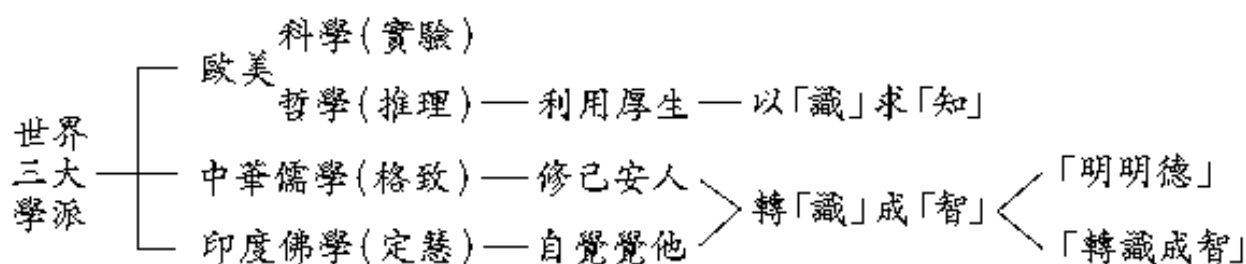 世界
三大
學派
歐美
科學(實驗)
哲學(推理)
利用厚生
以「識」求「知」
中華儒學(格致)
修己安人
印度佛學(定慧)
自覺覺他
轉「識」成「智」
「明明德」
「轉識成智」